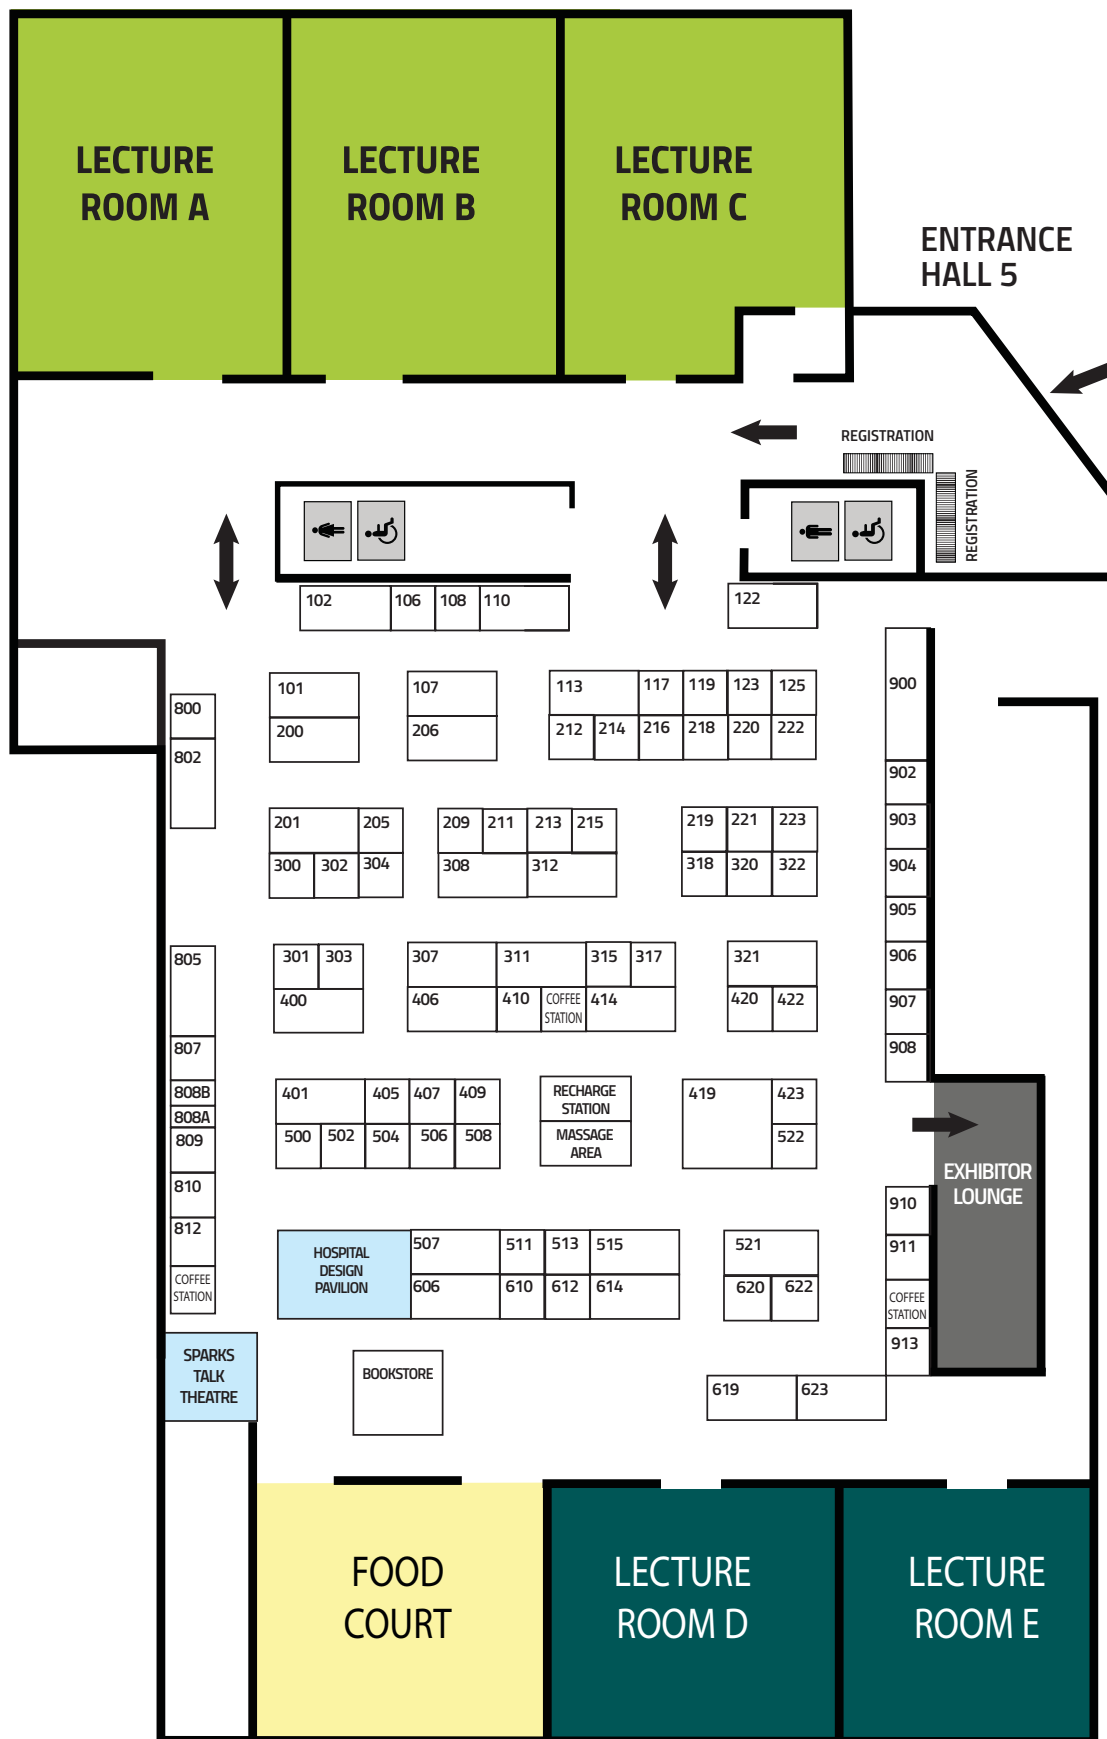 LECTURE
ROOM A
LECTURE
ROOM B
LECTURE
ROOM C
ENTRANCE
HALL 5
REGISTRATION
REGISTRATION
102 106 108 110
122
101
107
113 117 119 123 125
200
206
212 214 216 218 220 222
800
802
900
902
903
904
905
906
907
908
201 205
209 211 213 215
219 221 223
300 302 304
308 312
318 320 322
805
807
808B
808A
809
810
812
COFFEE
STATION
301 303
307 311 315 317
321
400
406 410 COFFEE
STATION 414
420 422
401 405 407 409
RECHARGE
STATION
419 423
500 502 504 506 508
MASSAGE
AREA
522
EXHIBITOR
LOUNGE
910
911
COFFEE
STATION
913
HOSPITAL
DESIGN
PAVILION
507 511 513 515
521
606 610 612 614
620 622
SPARKS
TALK
THEATRE
BOOKSTORE
619 623
FOOD
COURT
LECTURE
ROOM D
LECTURE
ROOM E